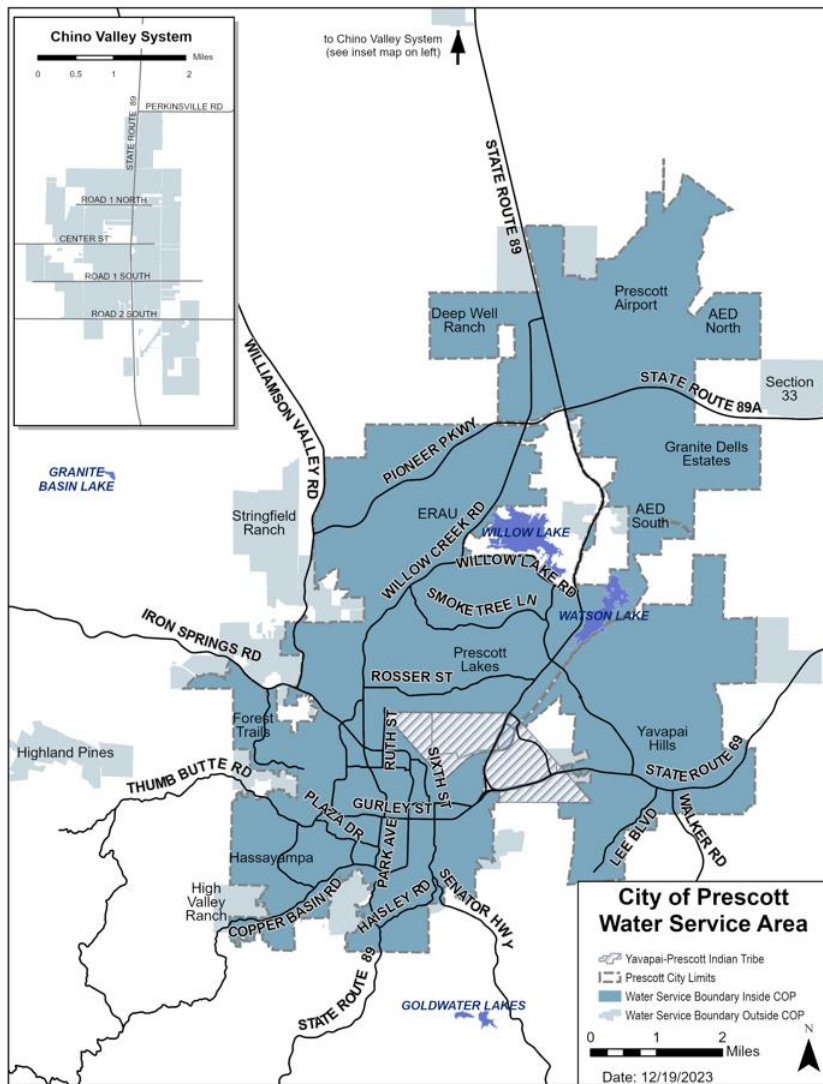 Chino Valley System
Miles
0 0.5 1 2
PERKINSVILLE RD
STATE ROUTE 89
ROAD 1 NORTH
CENTER ST
ROAD 1 SOUTH
ROAD 2 SOUTH
to Chino Valley System
(see inset map on left)
STATE ROUTE 89
Prescott
Airport
Deep Well
Ranch
AED
North
WILLIAMSON VALLEY RD
STATE ROUTE 89A
Section
33
PIONEER PKWY
Granite Dells
Estates
GRANITE
BASIN LAKE
Stringfield
Ranch
ERAU
AED
South
WILLOW CREEK RD
WILLOW LAKE
WILLOW LAKE RD
SMOKE TREE LN
WATSON LAKE
IRON SPRINGS RD
Prescott
Lakes
ROSSER ST
Forest
Trails
RUTH ST
SIXTH ST
Yavapai
Hills
Highland Pines
STATE ROUTE 69
THUMB BUTTE RD
GURLEY ST
PLAZA DR
PARK AVE
LEE BLVD
WALKER RD
Hassayampa
High
Valley
Ranch
COPPER BASIN RD
HAISLEY RD
SENATOR HWY
STATE ROUTE 89
GOLDWATER LAKES
City of Prescott
Water Service Area
Yavapai-Prescott Indian Tribe
Prescott City Limits
Water Service Boundary Inside COP
Water Service Boundary Outside COP
0 1 2
Miles
N
Date: 12/19/2023